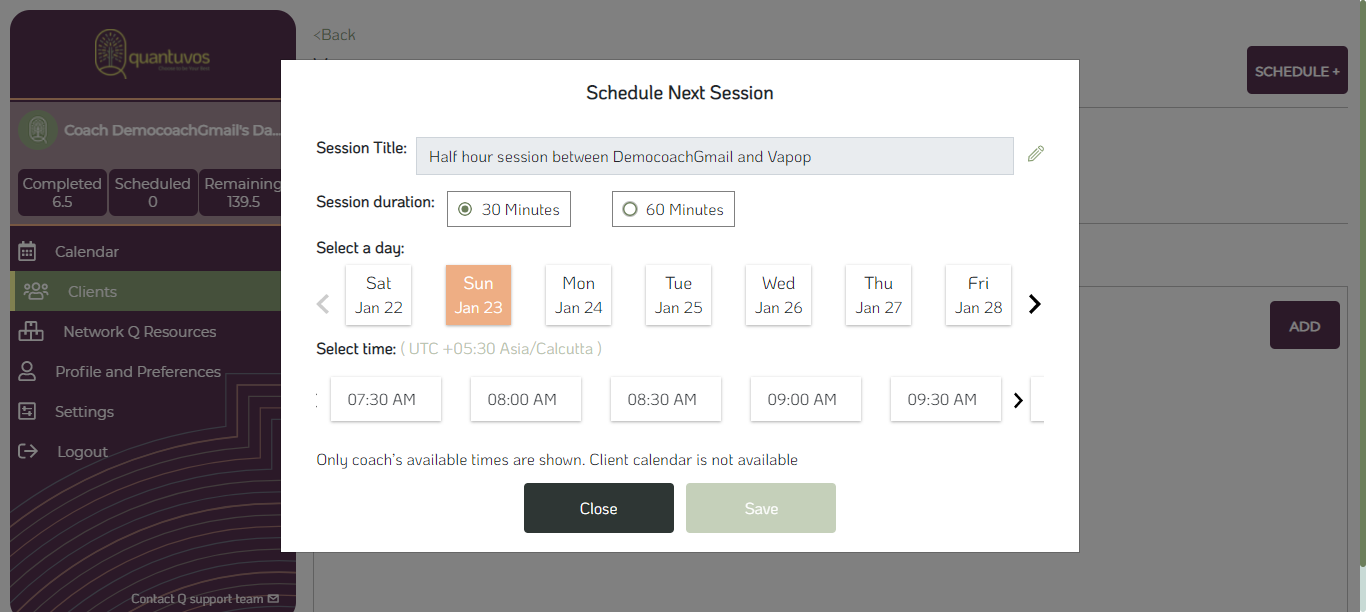 quantuvos
<Back
SCHEDULE +
Coach DemocoachGmail's Da...
Completed
6.5
Scheduled
0
Remaining
139.5
Calendar
Clients
Network Q Resources
Profile and Preferences
Settings
Logout
Contact Q support team
Schedule Next Session
Session Title: Half hour session between DemocoachGmail and Vapop
Session duration: 30 Minutes 60 Minutes
Select a day:
Sat Sun Mon Tue Wed Thu Fri
Jan 22 Jan 23 Jan 24 Jan 25 Jan 26 Jan 27 Jan 28
Select time: ( UTC +05:30 Asia/Calcutta )
07:30 AM 08:00 AM 08:30 AM 09:00 AM 09:30 AM
Only coach's available times are shown. Client calendar is not available
Close Save
ADD